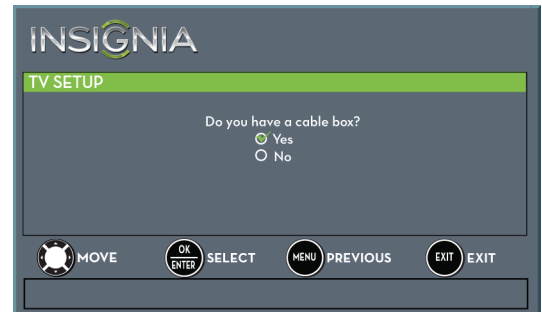 INSIGNIA
TV SETUP
Do you have a cable box?
Yes
No
MOVE OK ENTER SELECT MENU PREVIOUS EXIT EXIT